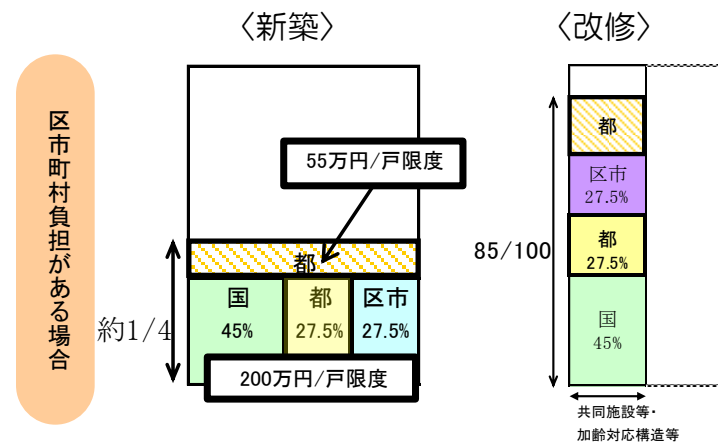 〈新築〉
〈改修〉
区市町村負担がある場合
55万円/戸限度
都
国
45%
都
27.5%
区市
27.5%
約1/4
200万円/戸限度
85/100
都
区市
27.5%
都
27.5%
国
45%
共同施設等・
加齢対応構造等